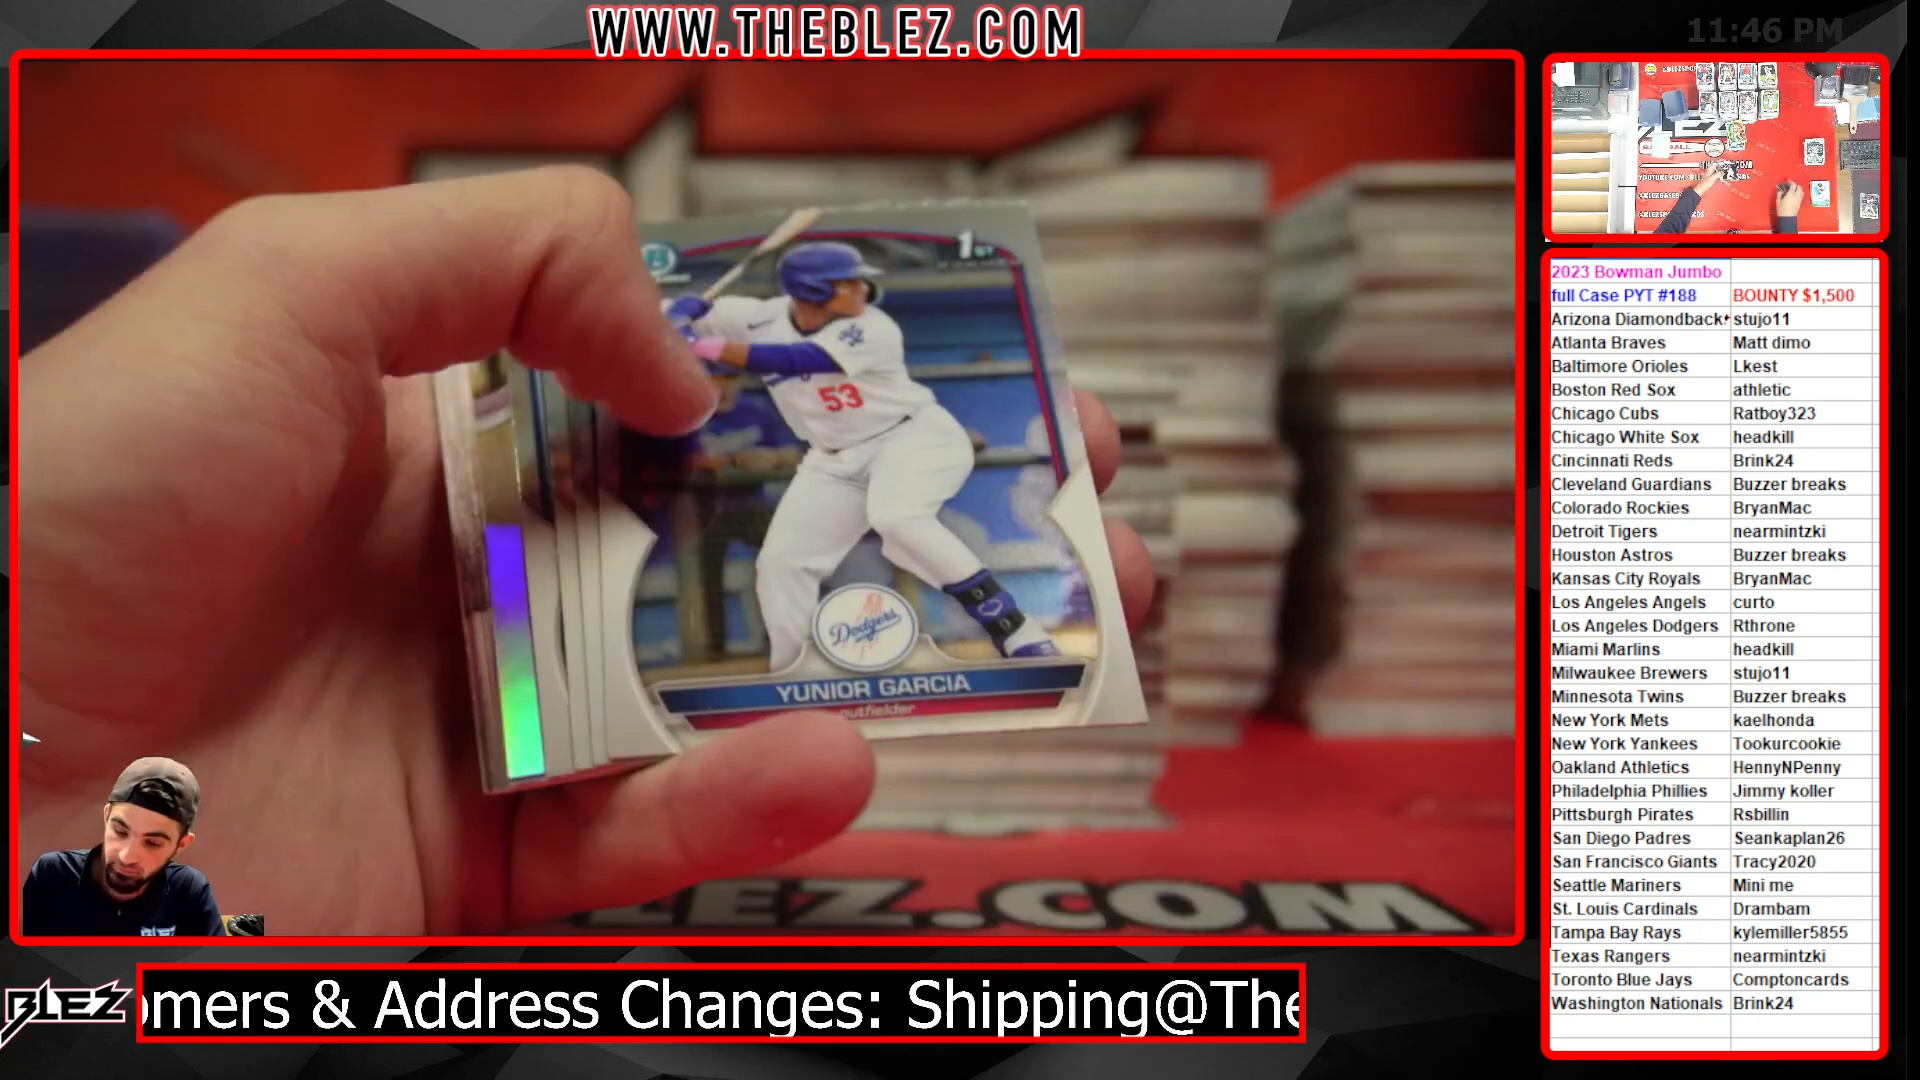 WWW.THEBLEZ.COM
11:46 PM
1ST
53
Dodgers
YUNIOR GARCIA
outfielder
LEZ.COM
BLEZ
omers & Address Changes: Shipping@The
2023 Bowman Jumbo
full Case PYT #188 BOUNTY $1,500
Arizona Diamondback stujo11
Atlanta Braves Matt dimo
Baltimore Orioles Lkest
Boston Red Sox athletic
Chicago Cubs Ratboy323
Chicago White Sox headkill
Cincinnati Reds Brink24
Cleveland Guardians Buzzer breaks
Colorado Rockies BryanMac
Detroit Tigers nearmintzki
Houston Astros Buzzer breaks
Kansas City Royals BryanMac
Los Angeles Angels curto
Los Angeles Dodgers Rthrone
Miami Marlins headkill
Milwaukee Brewers stujo11
Minnesota Twins Buzzer breaks
New York Mets kaelhonda
New York Yankees Tookurcookie
Oakland Athletics HennyNPenny
Philadelphia Phillies Jimmy koller
Pittsburgh Pirates Rsbillin
San Diego Padres Seankaplan26
San Francisco Giants Tracy2020
Seattle Mariners Mini me
St. Louis Cardinals Drambam
Tampa Bay Rays kylemiller5855
Texas Rangers nearmintzki
Toronto Blue Jays Comptoncards
Washington Nationals Brink24